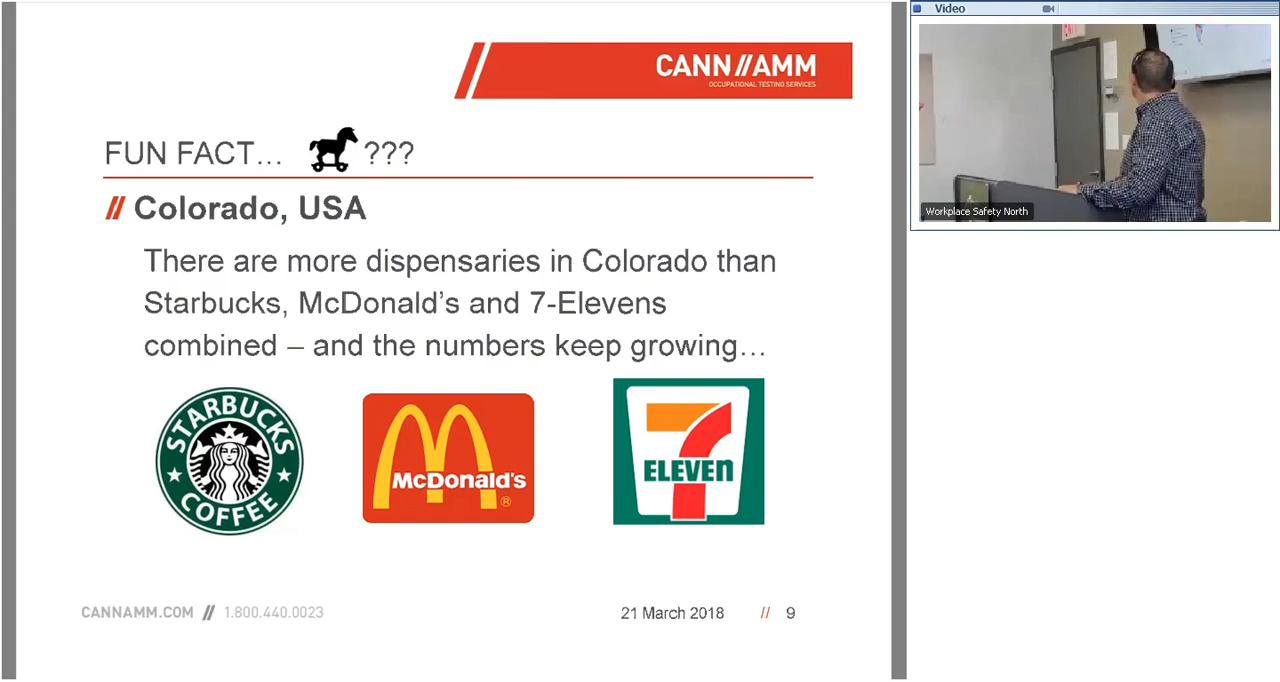 CANN//AMM
OCCUPATIONAL TESTING SERVICES
FUN FACT… ???
// Colorado, USA
There are more dispensaries in Colorado than
Starbucks, McDonald's and 7-Elevens
combined – and the numbers keep growing…
STARBUCKS
COFFEE
McDonald's
®
7
ELEVEN
CANNAMM.COM // 1.800.440.0023
21 March 2018 // 9
Video
EXIT
Workplace Safety North